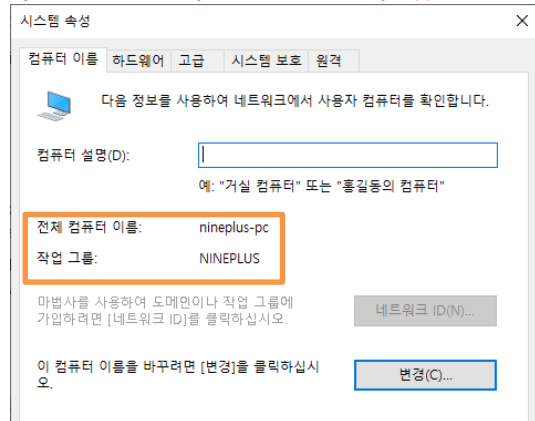 시스템 속성
컴퓨터 이름 하드웨어 고급 시스템 보호 원격
다음 정보를 사용하여 네트워크에서 사용자 컴퓨터를 확인합니다.
컴퓨터 설명(D):
예: "거실 컴퓨터" 또는 "홍길동의 컴퓨터"
전체 컴퓨터 이름: nineplus-pc
작업 그룹: NINEPLUS
마법사를 사용하여 도메인이나 작업 그룹에
가입하려면 [네트워크 ID]를 클릭하십시오.
네트워크 ID(N)...
이 컴퓨터 이름을 바꾸려면 [변경]을 클릭하십시
오.
변경(C)...